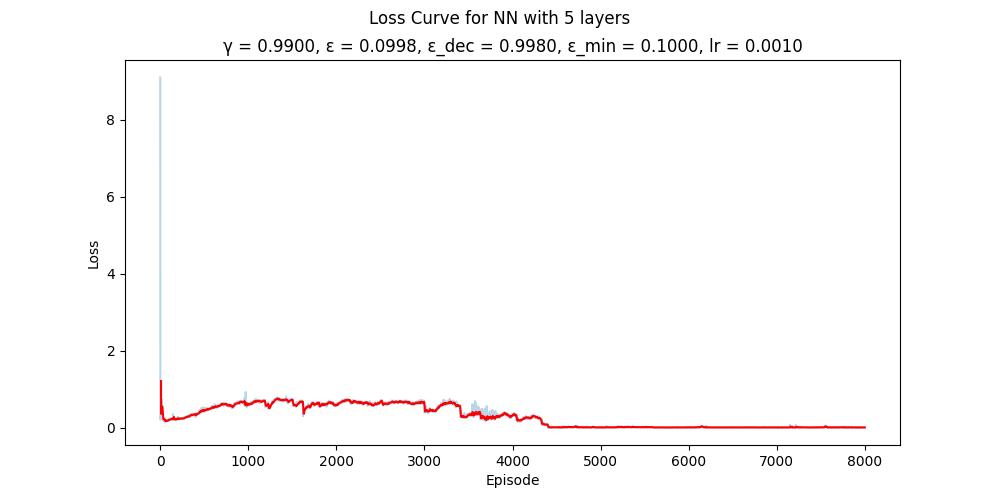 Loss Curve for NN with 5 layers
γ = 0.9900, ε = 0.0998, ε_dec = 0.9980, ε_min = 0.1000, lr = 0.0010
8
6
4
2
0
Loss
0 1000 2000 3000 4000 5000 6000 7000 8000
Episode